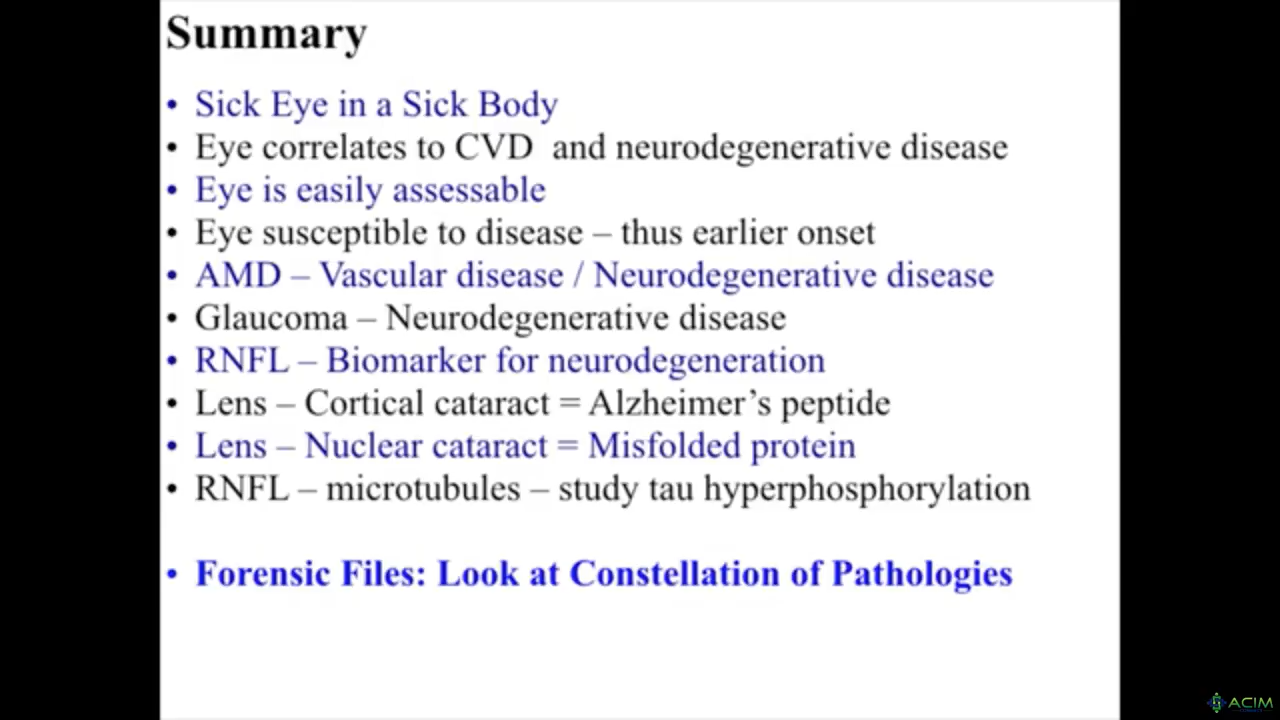 Summary
• Sick Eye in a Sick Body
• Eye correlates to CVD and neurodegenerative disease
• Eye is easily assessable
• Eye susceptible to disease – thus earlier onset
• AMD – Vascular disease / Neurodegenerative disease
• Glaucoma – Neurodegenerative disease
• RNFL – Biomarker for neurodegeneration
• Lens – Cortical cataract = Alzheimer’s peptide
• Lens – Nuclear cataract = Misfolded protein
• RNFL – microtubules – study tau hyperphosphorylation
• Forensic Files: Look at Constellation of Pathologies
ACIM